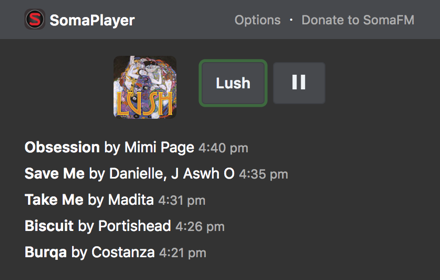 SomaPlayer
Options · Donate to SomaFM
LUSH
Lush
Obsession by Mimi Page 4:40 pm
Save Me by Danielle, J Aswh O 4:35 pm
Take Me by Madita 4:31 pm
Biscuit by Portishead 4:26 pm
Burqa by Costanza 4:21 pm